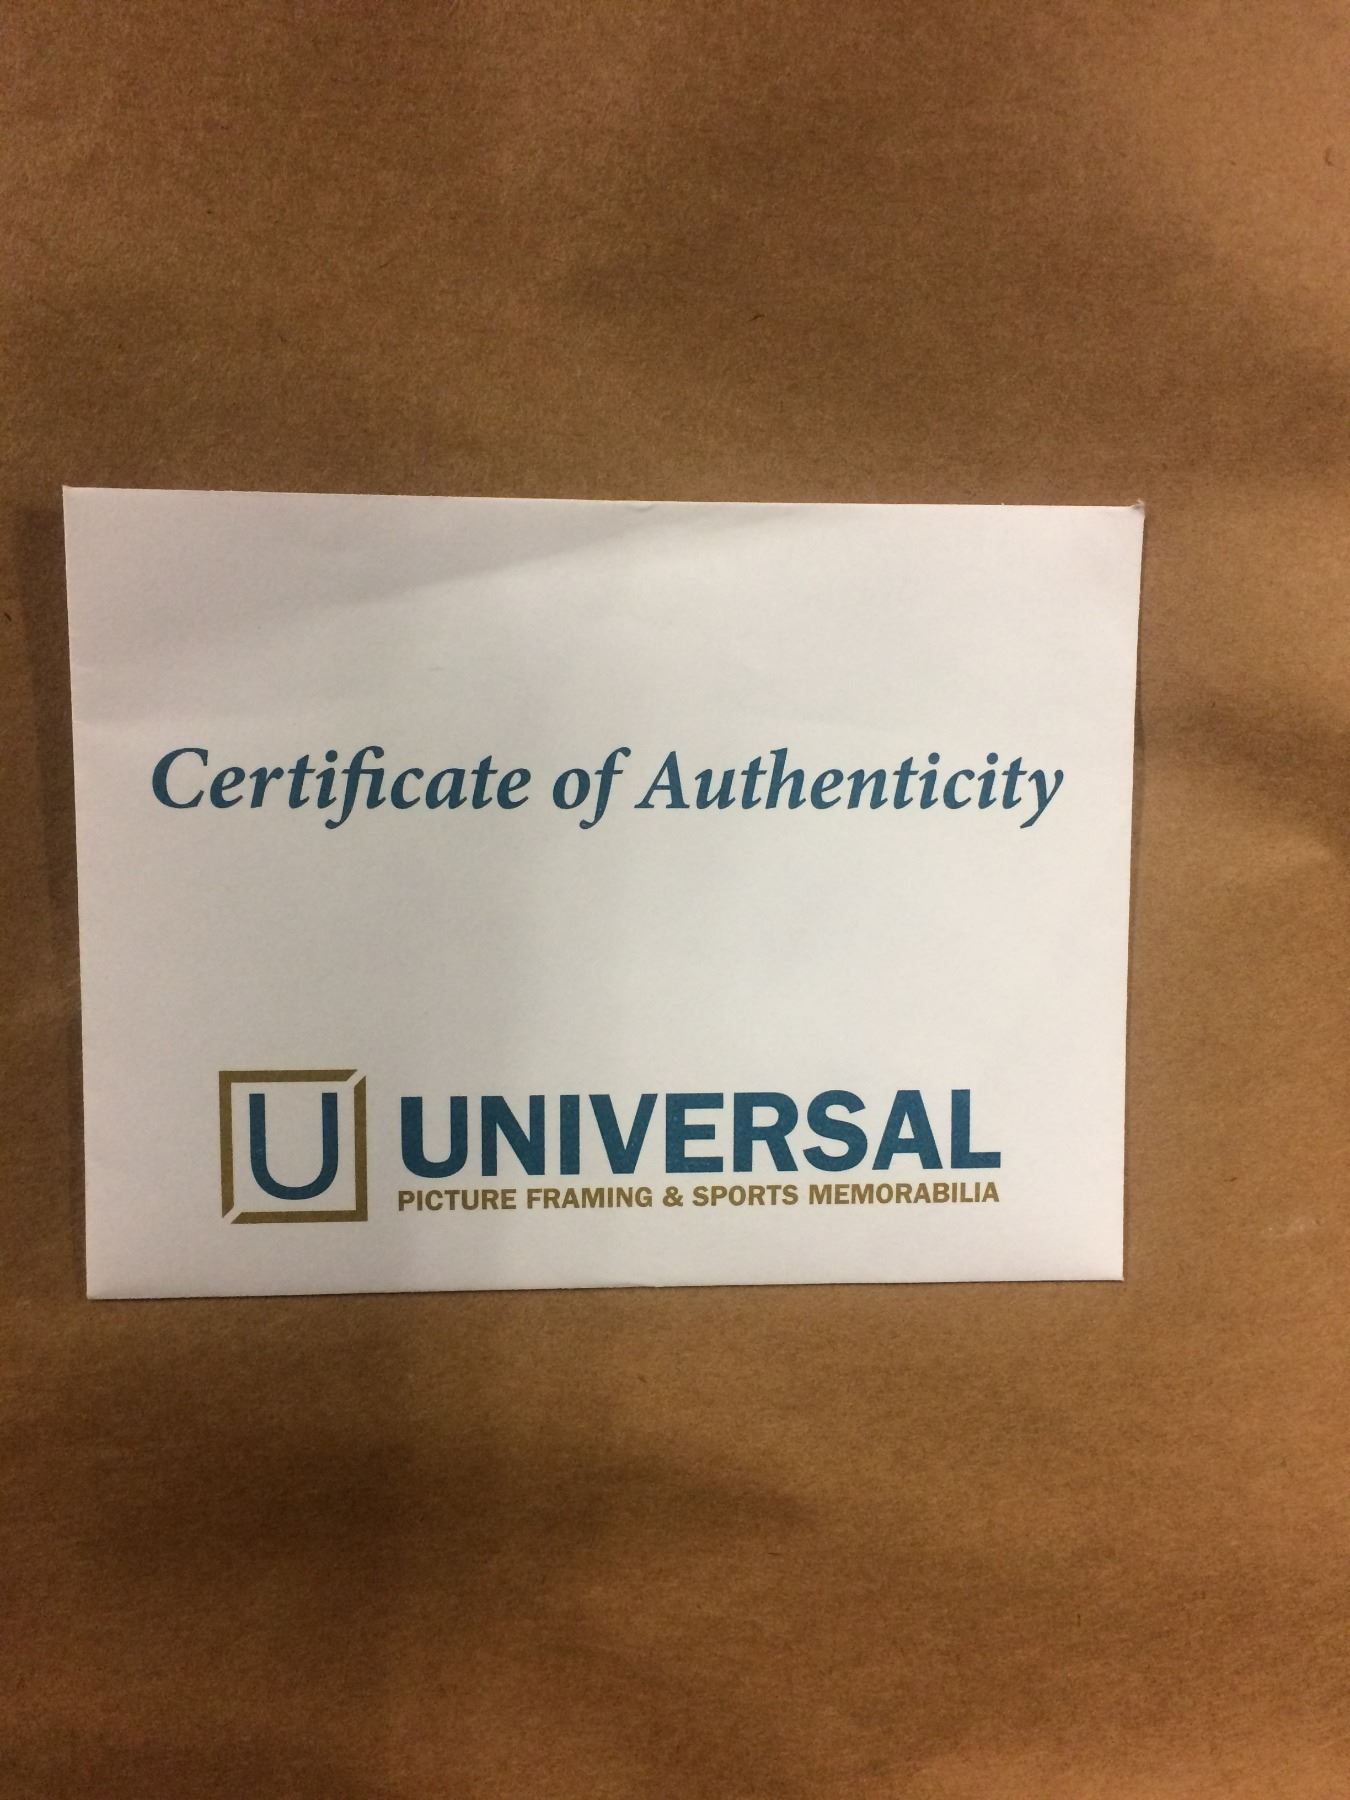 Certificate of Authenticity
U
UNIVERSAL
PICTURE FRAMING & SPORTS MEMORABILIA